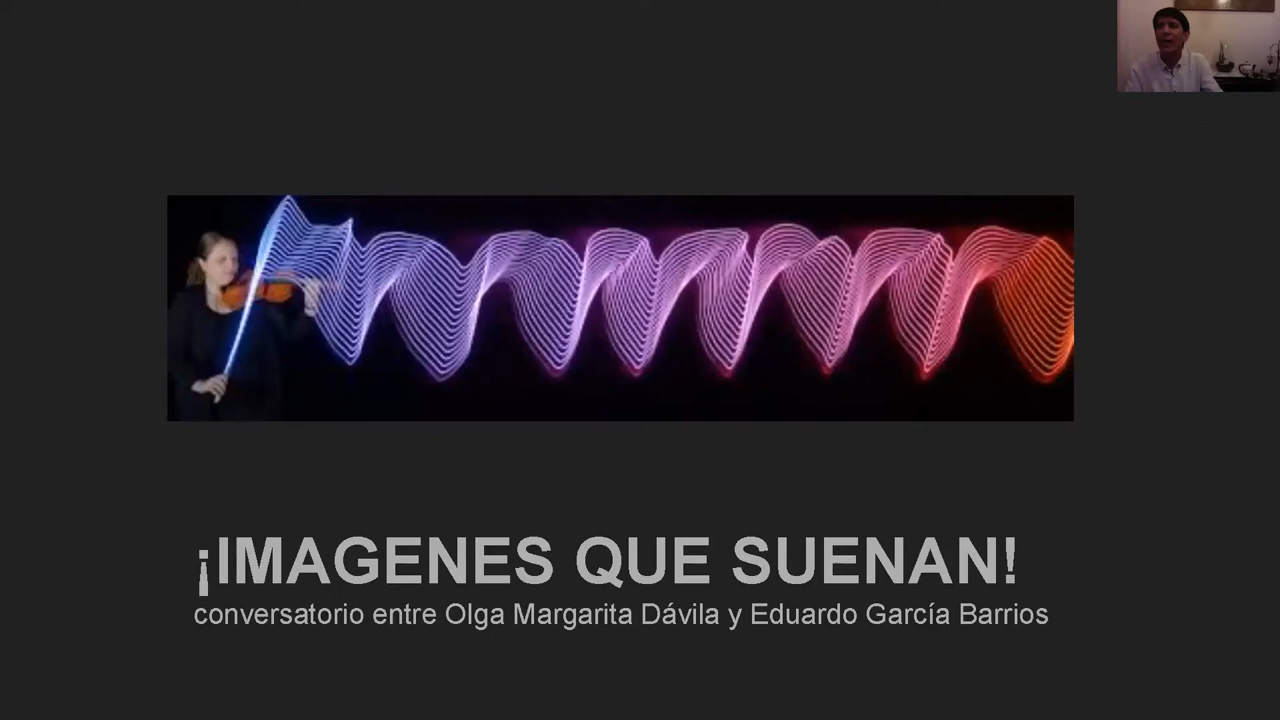 ¡IMAGENES QUE SUENAN!
conversatorio entre Olga Margarita Dávila y Eduardo García Barrios